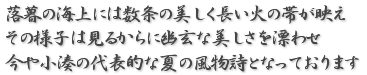 落暮の海上には数条の美しく長い火の帯が映え
その様子は見るからに幽玄な美しさを漂わせ
今や小湊の代表的な夏の風物詩となっております